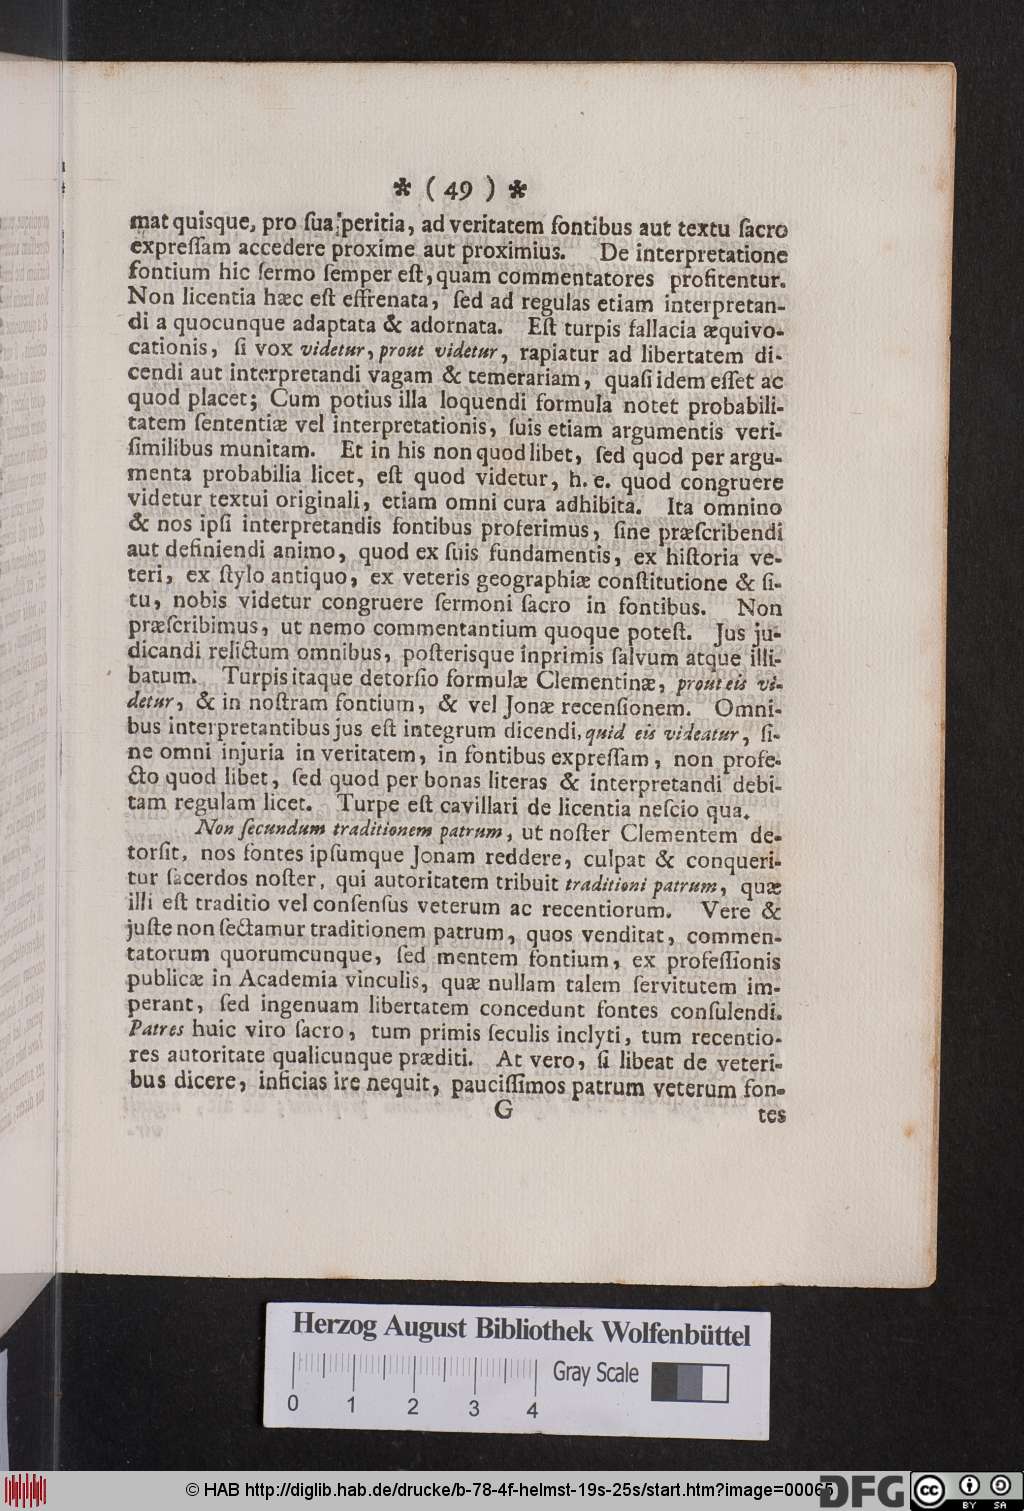 * ( 49 ) *
mat quisque, pro ſua peritia, ad veritatem fontibus aut textu ſacro
expreſſam accedere proxime aut proximius. De interpretatione
fontium hic ſermo ſemper eſt, quam commentatores profitentur.
Non licentia hæc eſt effrenata, ſed ad regulas etiam interpretan-
di a quocunque adaptata & adornata. Eſt turpis fallacia æquivo-
cationis, ſi vox videtur, prout videtur, rapiatur ad libertatem di-
cendi aut interpretandi vagam & temerariam, quaſi idem eſſet ac
quod placet; Cum potius illa loquendi formula notet probabili-
tatem ſententiæ vel interpretationis, ſuis etiam argumentis veri-
ſimilibus munitam. Et in his non quod libet, ſed quod per argu-
menta probabilia licet, eſt quod videtur, h. e. quod congruere
videtur textui originali, etiam omni cura adhibita. Ita omnino
& nos ipſi interpretandis fontibus proferimus, ſine præſcribendi
aut definiendi animo, quod ex ſuis fundamentis, ex hiſtoria ve-
teri, ex ſtylo antiquo, ex veteris geographiæ conſtitutione & ſi-
tu, nobis videtur congruere ſermoni ſacro in fontibus. Non
præſcribimus, ut nemo commentantium quoque poteſt. Jus ju-
dicandi relictum omnibus, poſterisque inprimis ſalvum atque illi-
batum. Turpis itaque detorſio formulæ Clementinæ, prout eis vi-
detur, & in noſtram fontium, & vel Jonæ recenſionem. Omni-
bus interpretantibus jus eſt integrum dicendi, quid eis videatur, ſi-
ne omni injuria in veritatem, in fontibus expreſſam, non profe-
cto quod libet, ſed quod per bonas literas & interpretandi debi-
tam regulam licet. Turpe eſt cavillari de licentia neſcio qua.
Non ſecundum traditionem patrum, ut noſter Clementem de-
torſit, nos fontes ipſumque Jonam reddere, culpat & conqueri-
tur ſacerdos noſter, qui autoritatem tribuit traditioni patrum, quæ
illi eſt traditio vel conſenſus veterum ac recentiorum. Vere &
juſte non ſectamur traditionem patrum, quos venditat, commen-
tatorum quorumcunque, ſed mentem fontium, ex profeſſionis
publicæ in Academia vinculis, quæ nullam talem ſervitutem im-
perant, ſed ingenuam libertatem concedunt fontes conſulendi.
Patres huic viro ſacro, tum primis ſeculis inclyti, tum recentio-
res autoritate qualicunque præditi. At vero, ſi libeat de veteri-
bus dicere, inficias ire nequit, pauciſſimos patrum veterum fon-
G
tes
Herzog August Bibliothek Wolfenbüttel
Gray Scale
0 1 2 3 4
© HAB http://diglib.hab.de/drucke/b-78-4f-helmst-19s-25s/start.htm?image=00065
DFG
cc BY SA